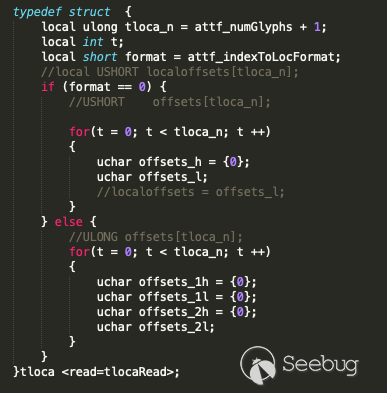 typedef struct  {
    local ulong tloca_n = attf_numGlyphs + 1;
    local int t;
    local short format = attf_indexToLocFormat;
    //local USHORT localoffsets[tloca_n];
    if (format == 0) {
        //USHORT    offsets[tloca_n];

        for(t = 0; t < tloca_n; t ++)
        {
            uchar offsets_h = {0};
            uchar offsets_l;
            //localoffsets = offsets_l;
        }
    } else {
        //ULONG offsets[tloca_n];
        for(t = 0; t < tloca_n; t ++)
        {
            uchar offsets_1h = {0};
            uchar offsets_1l = {0};
            uchar offsets_2h = {0};
            uchar offsets_2l;
        }
    }
}tloca <read=tlocaRead>;
Seebug